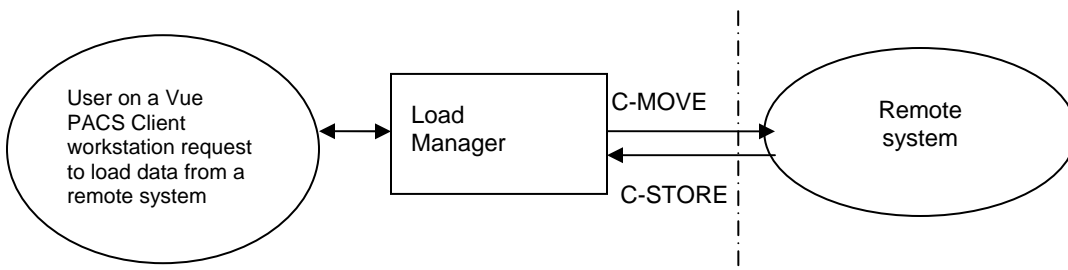 User on a Vue
PACS Client
workstation request
to load data from a
remote system
Load
Manager
C-MOVE
C-STORE
Remote
system